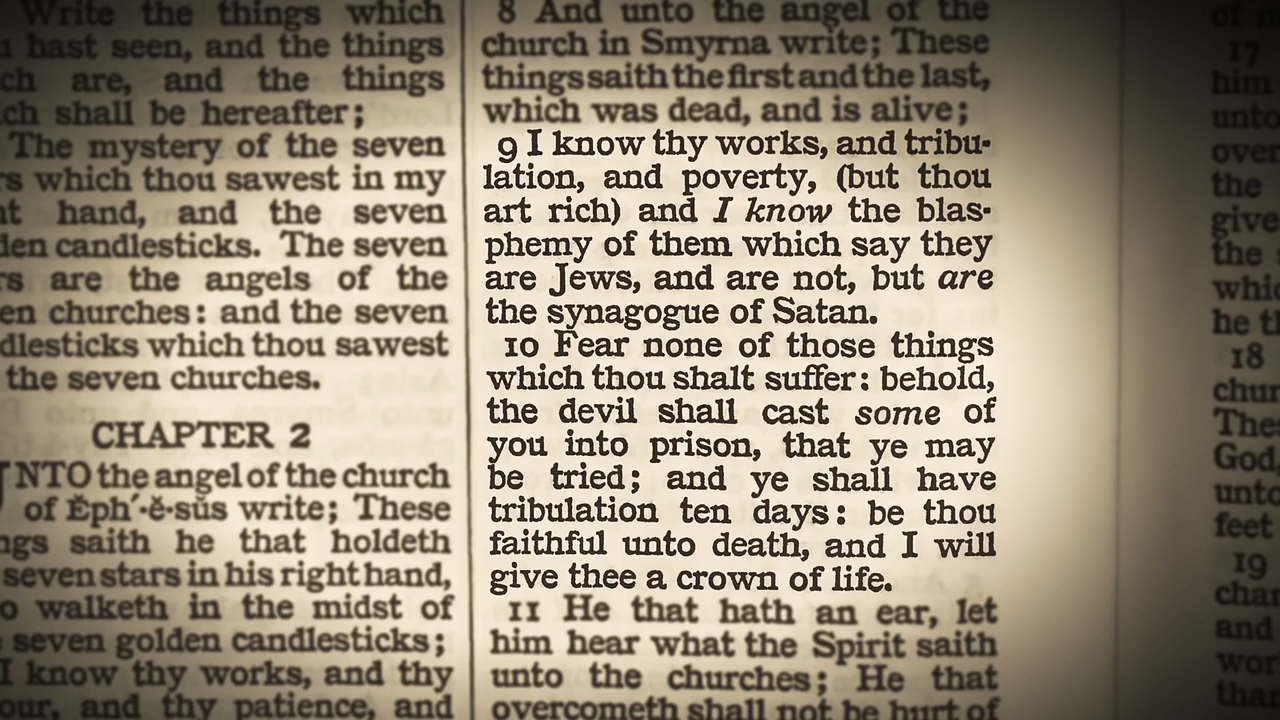 Write the things which
hast seen, and the things
are, and the things
shall be hereafter;
The mystery of the seven
which thou sawest in my
hand, and the seven
candlesticks. The seven
are the angels of the
churches: and the seven
which thou sawest
the seven churches.
CHAPTER 2
UNTO the angel of the church
of Ĕph´·ĕ·sŭs write; These
saith he that holdeth
seven stars in his right hand,
walketh in the midst of
seven golden candlesticks;
I know thy works, and thy
and thy patience, and
8 And unto the angel of the
church in Smyrna write; These
things saith the first and the last,
which was dead, and is alive;
9 I know thy works, and tribu-
lation, and poverty, (but thou
art rich) and I know the blas-
phemy of them which say they
are Jews, and are not, but are
the synagogue of Satan.
10 Fear none of those things
which thou shalt suffer: behold,
the devil shall cast some of
you into prison, that ye may
be tried; and ye shall have
tribulation ten days: be thou
faithful unto death, and I will
give thee a crown of life.
11 He that hath an ear, let
him hear what the Spirit saith
unto the churches; He that
overcometh shall not be hurt of
17
him
unto
over
the
give
the
he
18
God,
unto
feet
19
and